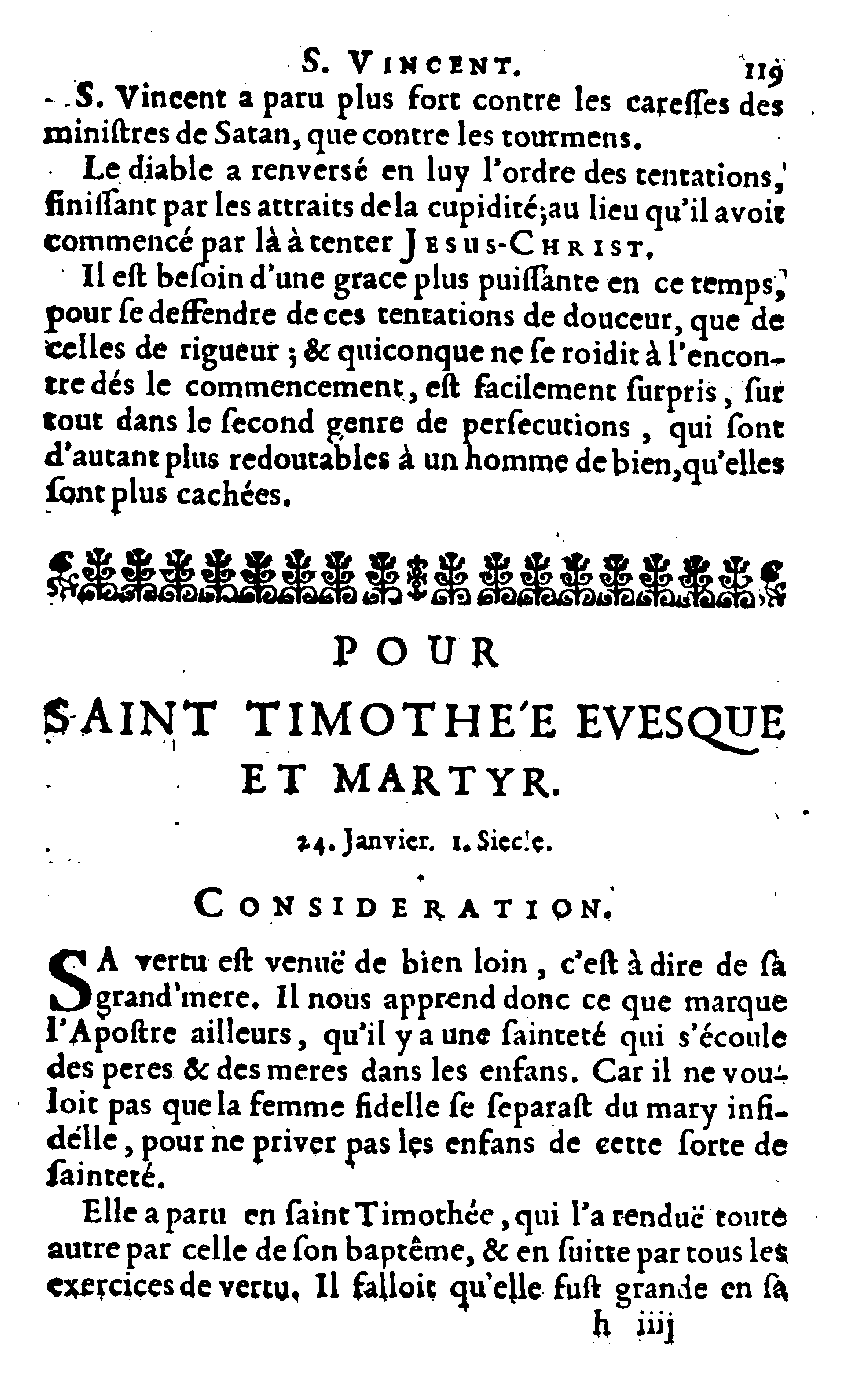 S. VINCENT. 119
S. Vincent a paru plus fort contre les caresſes des
miniſtres de Satan, que contre les tourmens.
Le diable a renversé en luy l'ordre des tentations,
finiſſant par les attraits de la cupidité; au lieu qu'il avoit
commencé par là à tenter JESUS-CHRIST.
Il eſt beſoin d'une grace plus puiſſante en ce temps,
pour ſe deffendre de ces tentations de douceur, que de
celles de rigueur ; & quiconque ne ſe roidit à l'encon-
tre dés le commencement, eſt facilement ſurpris, ſur
tout dans le ſecond genre de perſecutions, qui ſont
d'autant plus redoutables à un homme de bien, qu'elles
ſont plus cachées.
POUR
SAINT TIMOTHE'E EVESQUE
ET MARTYR.
24. Janvier. 1. Siecle.
CONSIDERATION.
SA vertu eſt venuë de bien loin, c'eſt à dire de ſa
grand'mere. Il nous apprend donc ce que marque
l'Apoſtre ailleurs, qu'il y a une ſainteté qui s'écoule
des peres & des meres dans les enfans. Car il ne vou-
loit pas que la femme fidelle ſe ſeparaſt du mary infi-
délle, pour ne priver pas les enfans de cette ſorte de
ſainteté.
Elle a paru en ſaint Timothée, qui l'a renduë toute
autre par celle de ſon baptême, & en ſuitte par tous les
exercices de vertu. Il falloit qu'elle fuſt grande en ſa
h iiij